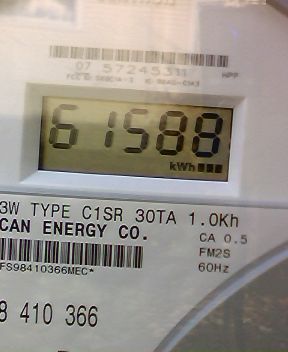 07 57245311 HPP
61588
kWh
3W TYPE C1SR 30TA 1.0Kh
CAN ENERGY CO.
CA 0.5
FM2S
60Hz
FS98410366MEC*
8 410 366